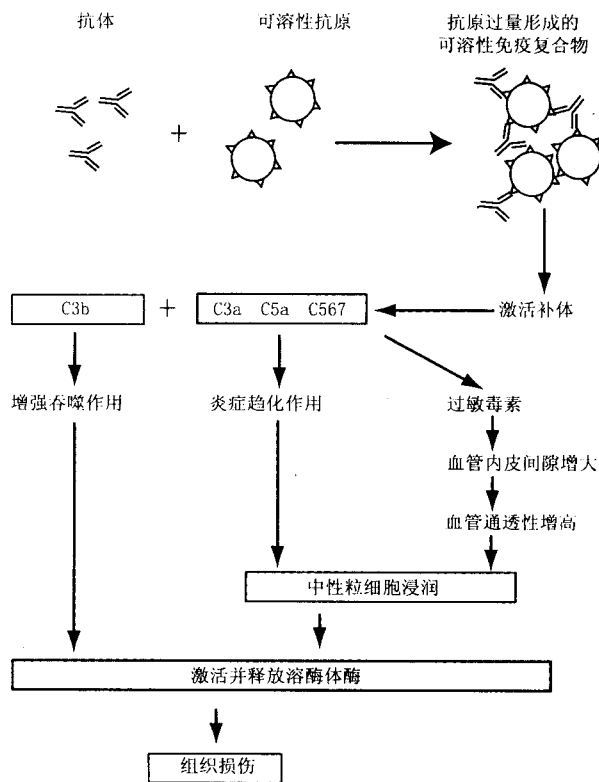 抗体
可溶性抗原
抗原过量形成的
可溶性免疫复合物
+
C3b
+
C3a C5a C567
激活补体
增强吞噬作用
炎症趋化作用
过敏毒素
血管内皮间隙增大
血管通透性增高
中性粒细胞浸润
激活并释放溶酶体酶
组织损伤